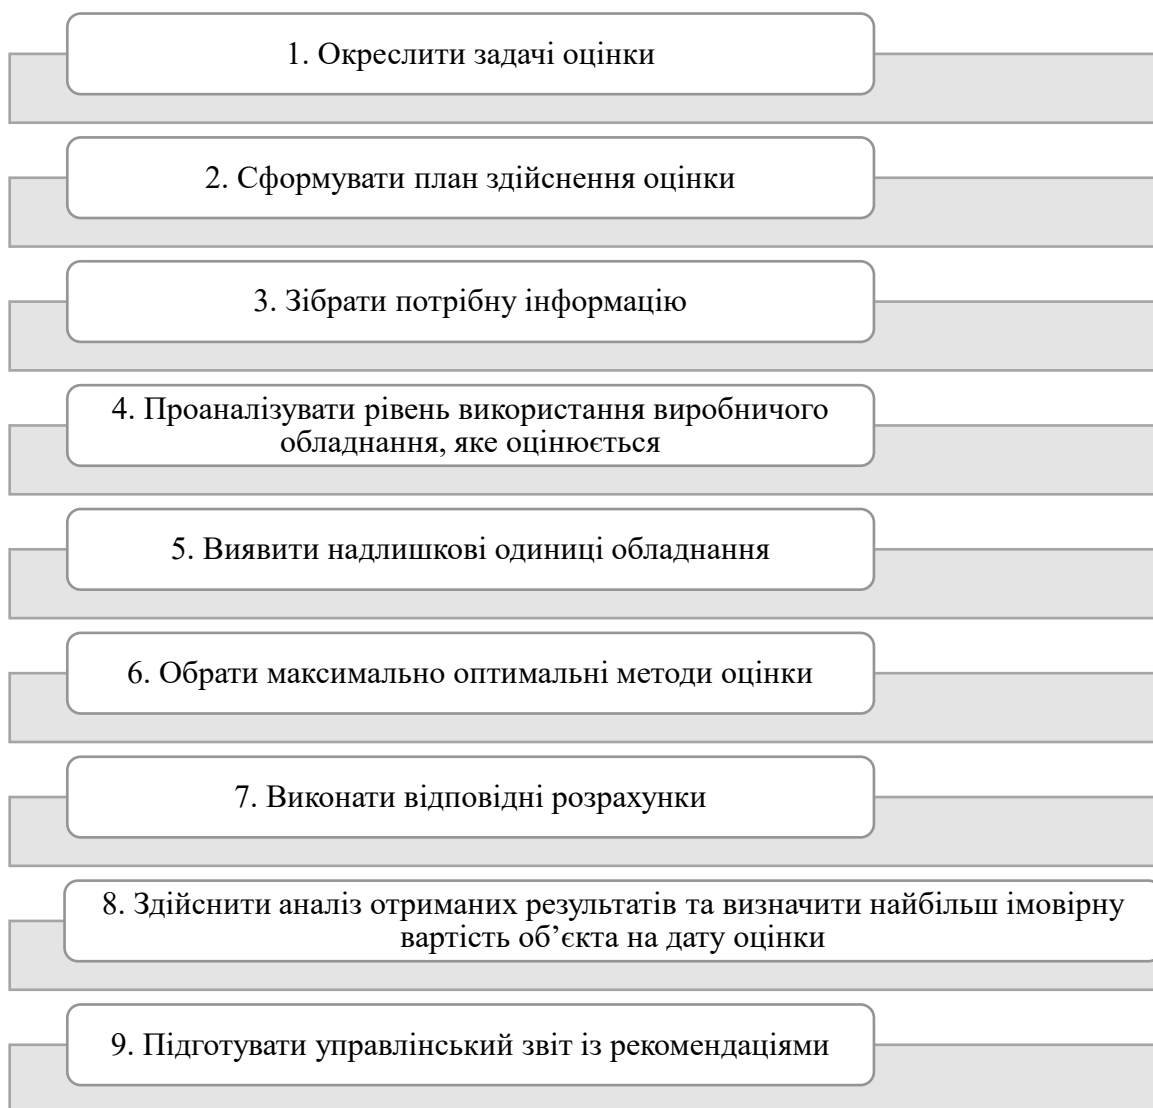 1. Окреслити задачі оцінки
2. Сформувати план здійснення оцінки
3. Зібрати потрібну інформацію
4. Проаналізувати рівень використання виробничого
обладнання, яке оцінюється
5. Виявити надлишкові одиниці обладнання
6. Обрати максимально оптимальні методи оцінки
7. Виконати відповідні розрахунки
8. Здійснити аналіз отриманих результатів та визначити найбільш імовірну
вартість об’єкта на дату оцінки
9. Підготувати управлінський звіт із рекомендаціями